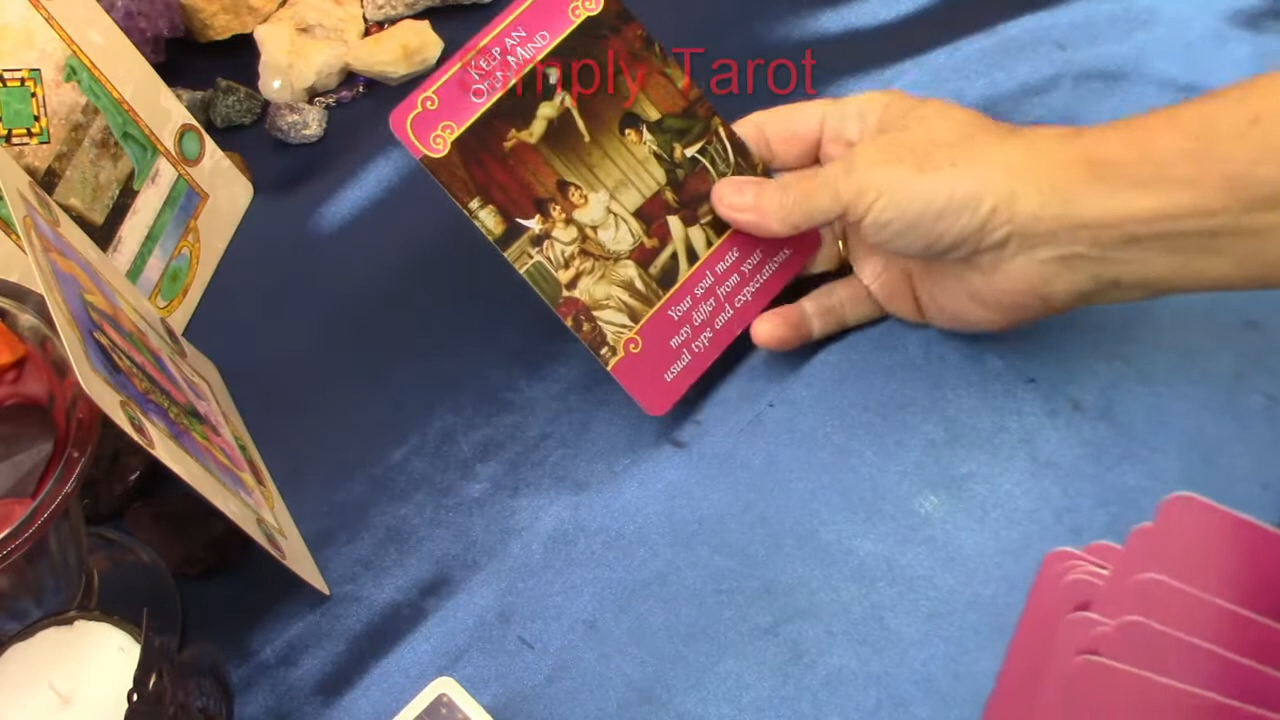 Simply Tarot
KEEP AN
OPEN MIND
Your soul mate
may differ from your
usual type and expectations.